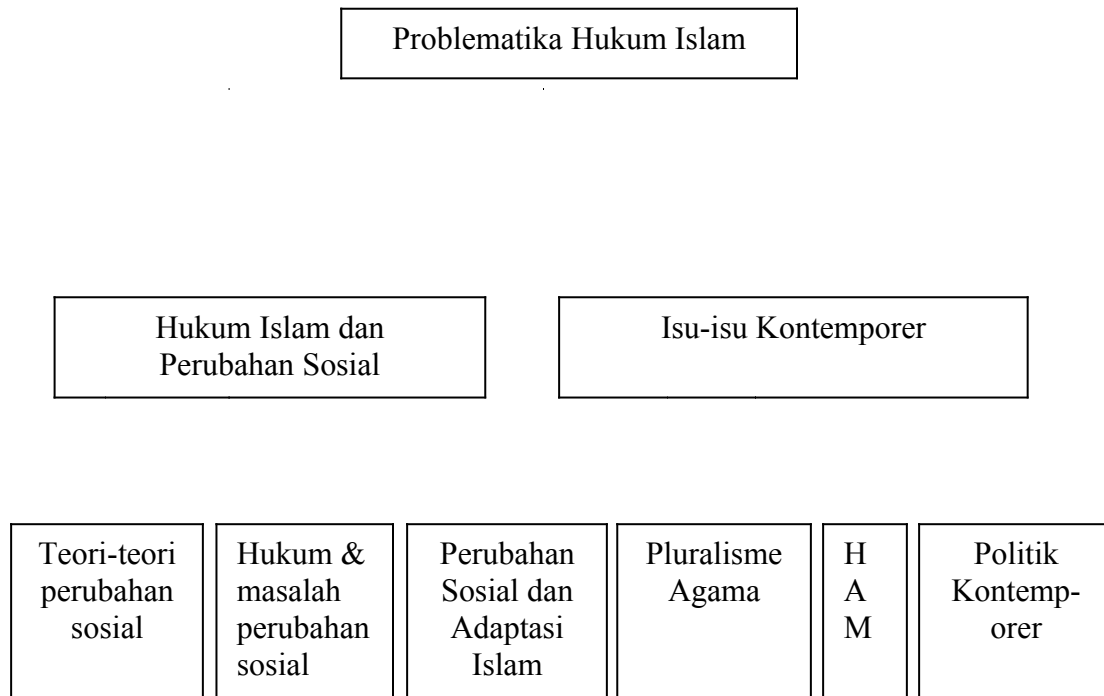 Problematika Hukum Islam
Hukum Islam dan
Perubahan Sosial
Isu-isu Kontemporer
Teori-teori
perubahan
sosial
Hukum &
masalah
perubahan
sosial
Perubahan
Sosial dan
Adaptasi
Islam
Pluralisme
Agama
H
A
M
Politik
Kontemp-
orer